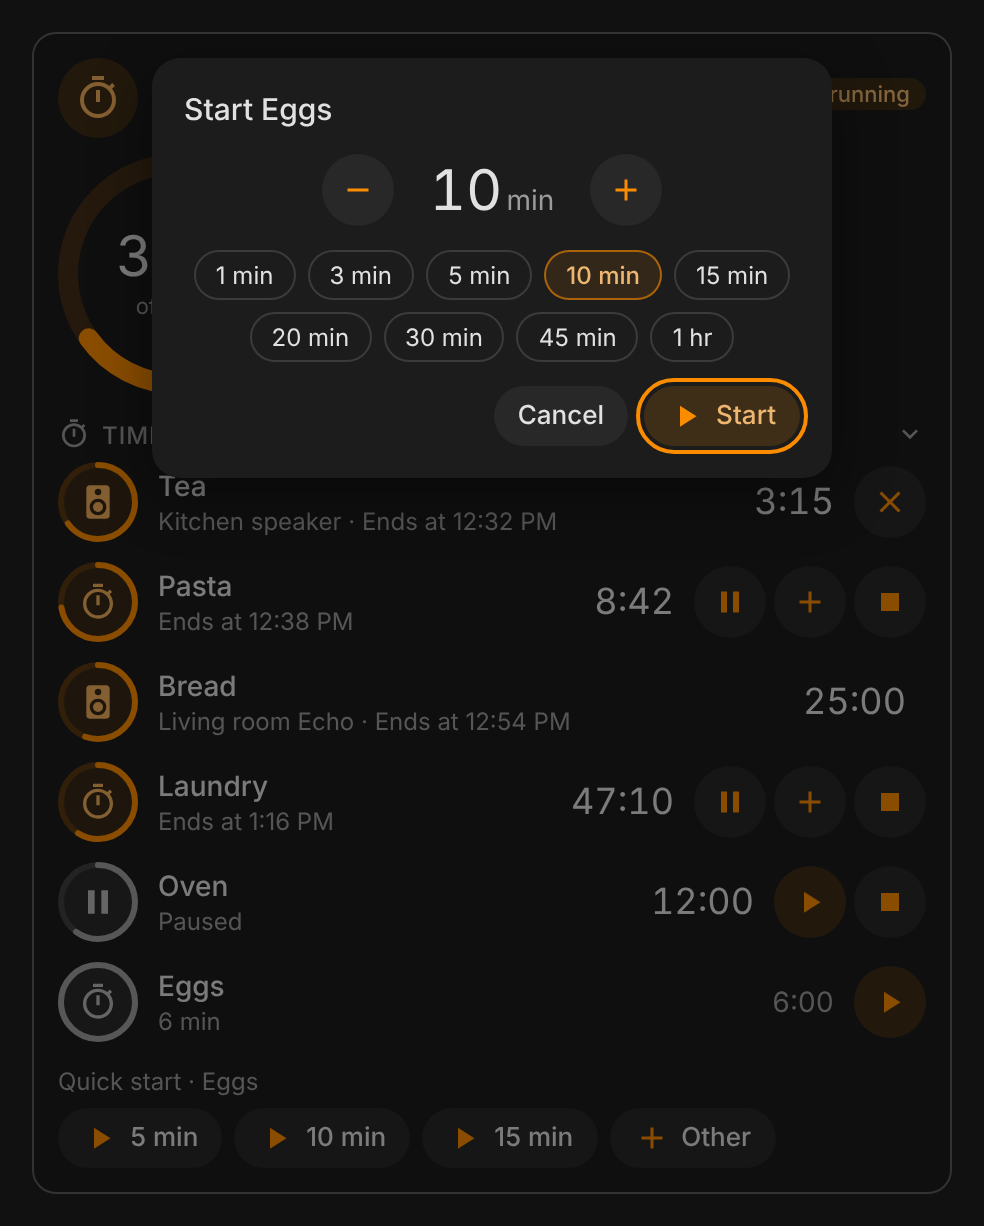 Start Eggs
running
10 min
1 min 3 min 5 min 10 min 15 min
20 min 30 min 45 min 1 hr
Cancel Start
Tea
Kitchen speaker · Ends at 12:32 PM
3:15
Pasta
Ends at 12:38 PM
8:42
Bread
Living room Echo · Ends at 12:54 PM
25:00
Laundry
Ends at 1:16 PM
47:10
Oven
Paused
12:00
Eggs
6 min
6:00
Quick start · Eggs
5 min 10 min 15 min Other